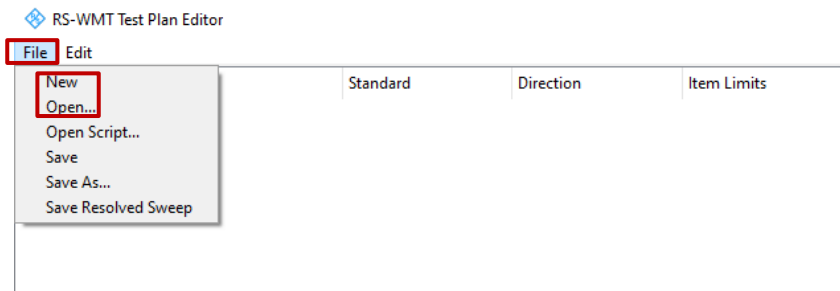 RS-WMT Test Plan Editor
File Edit
Standard Direction Item Limits
New
Open...
Open Script...
Save
Save As...
Save Resolved Sweep